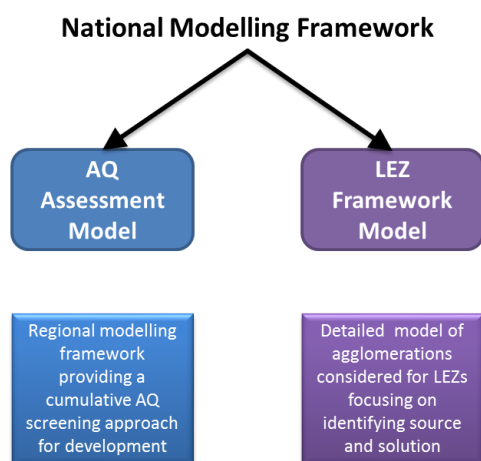 National Modelling Framework
AQ
Assessment
Model
LEZ
Framework
Model
Regional modelling
framework
providing a
cumulative AQ
screening approach
for development
Detailed model of
agglomerations
considered for LEZs
focusing on
identifying source
and solution